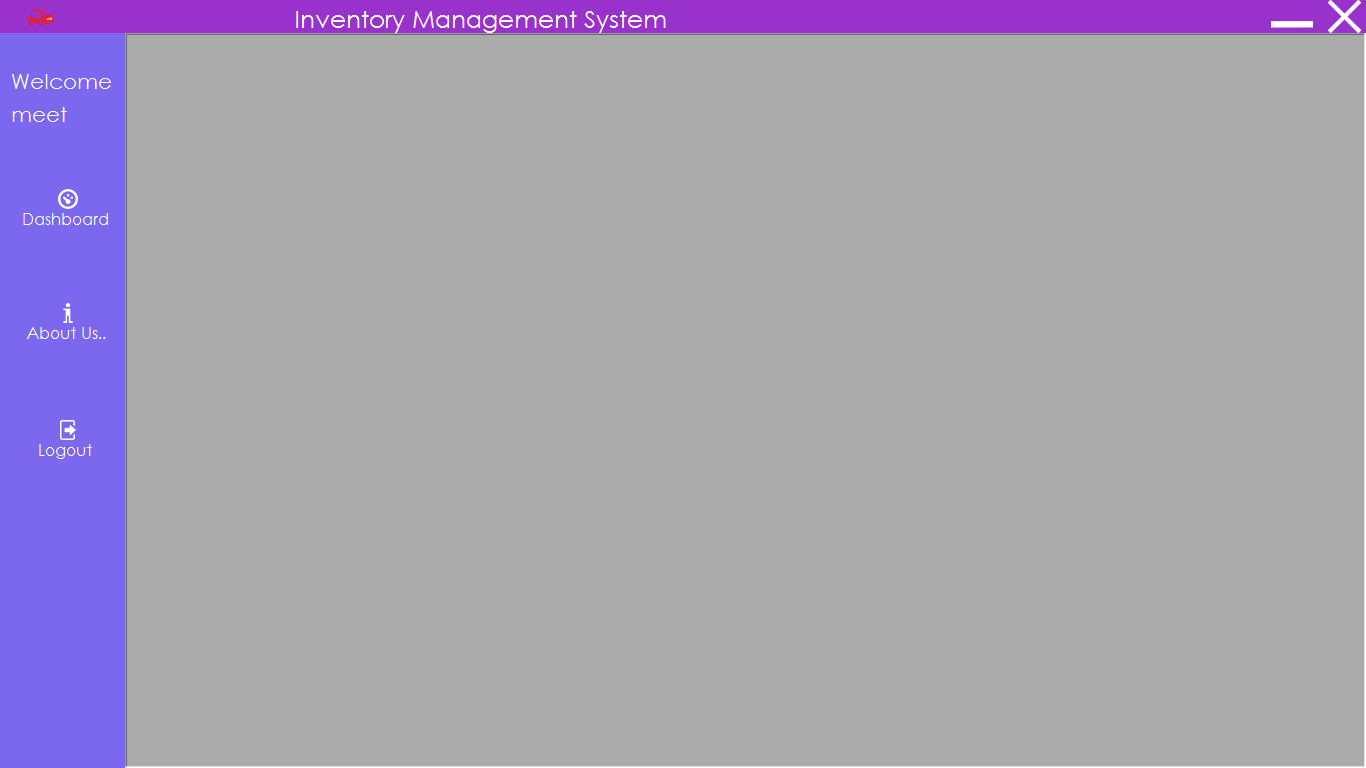 Inventory Management System
Welcome
meet
Dashboard
About Us..
Logout